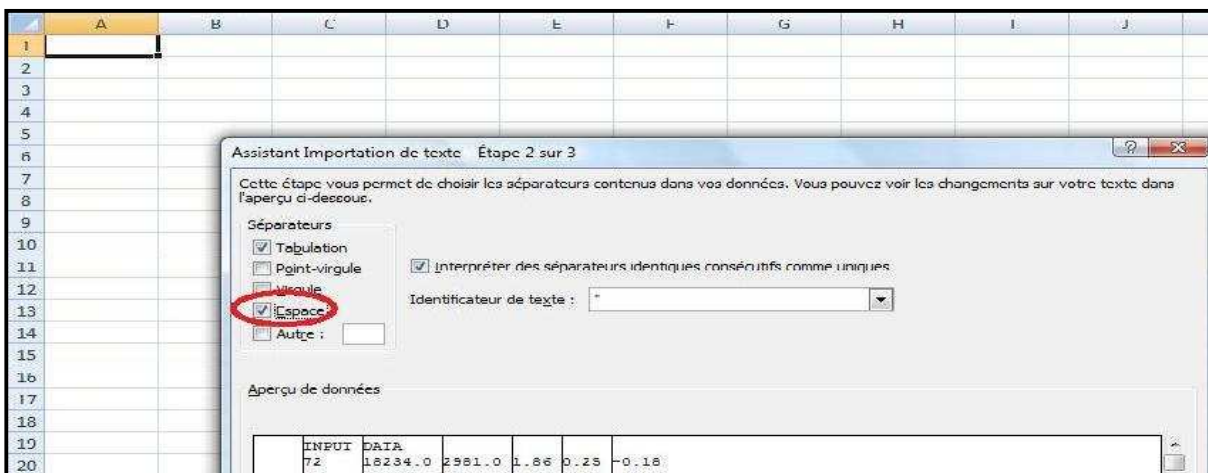 A B C D E F G H I J
1
2
3
4
5
6 Assistant Importation de texte Étape 2 sur 3
7 Cette étape vous permet de choisir les séparateurs contenus dans vos données. Vous pouvez voir les changements sur votre texte dans
8 l'aperçu ci-dessous.
9 Séparateurs
10 Tabulation
11 Point-virgule Interpréter des séparateurs identiques consécutifs comme uniques
12 Virgule Identificateur de texte : "
13 Espace
14 Autre :
15
16
17 Aperçu de données
18
19 INPUT DATA
20 72 18234.0 2981.0 1.86 0.25 -0.18